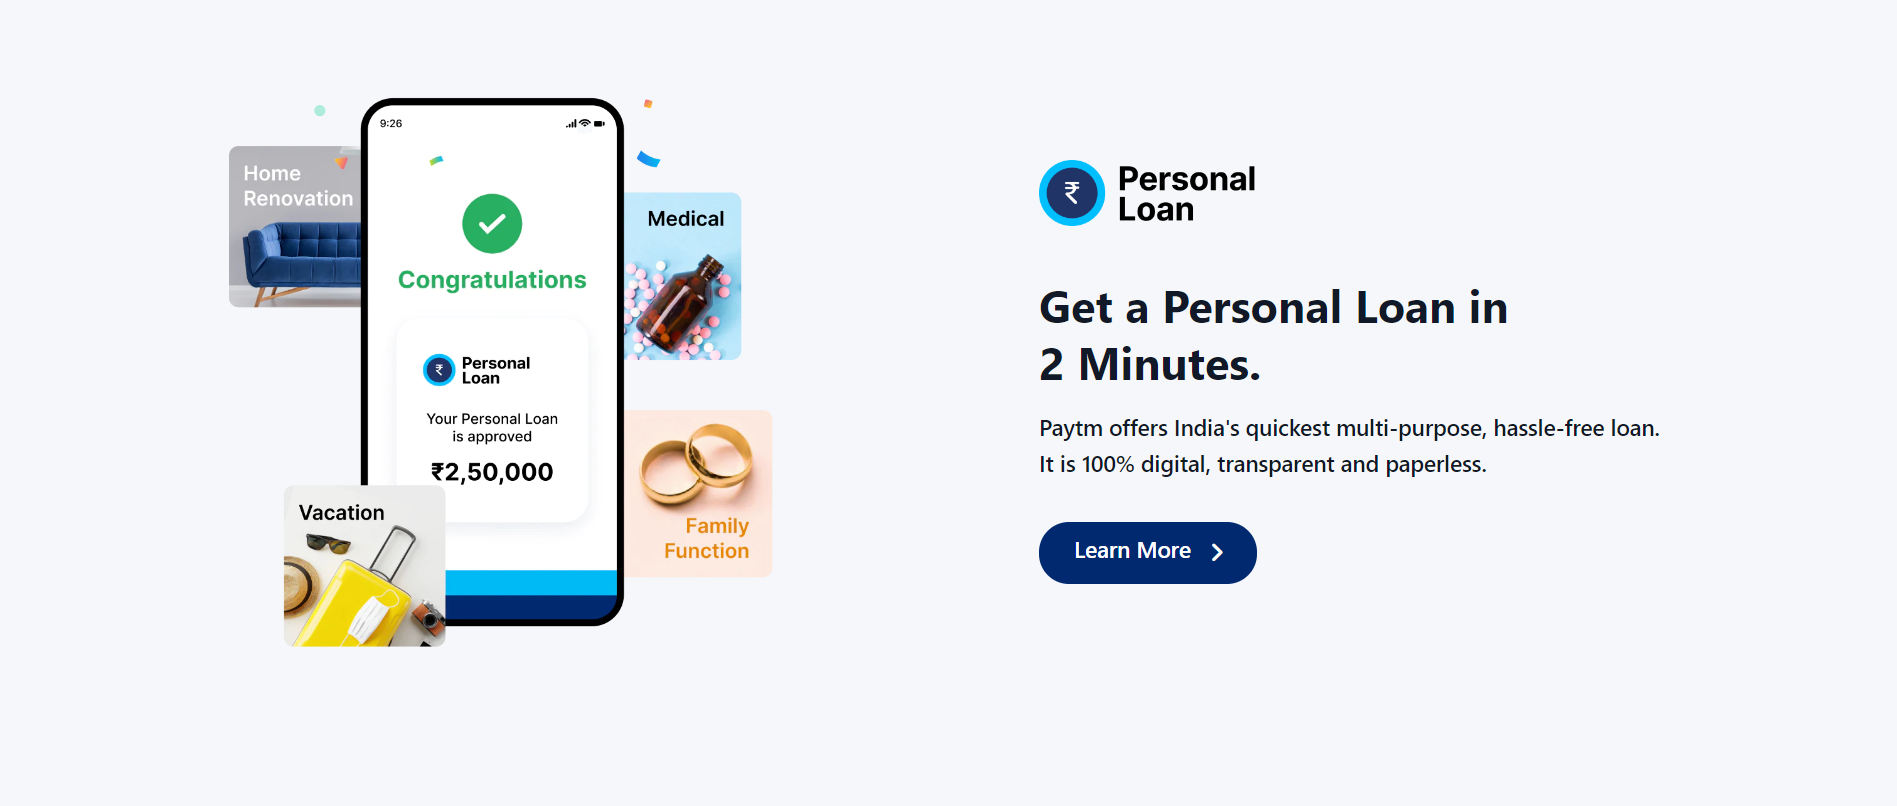 9:26
Home
Renovation
Congratulations
Medical
₹
Personal
Loan
Your Personal Loan
is approved
₹2,50,000
Vacation
Family
Function
₹
Personal
Loan
Get a Personal Loan in
2 Minutes.
Paytm offers India's quickest multi-purpose, hassle-free loan.
It is 100% digital, transparent and paperless.
Learn More